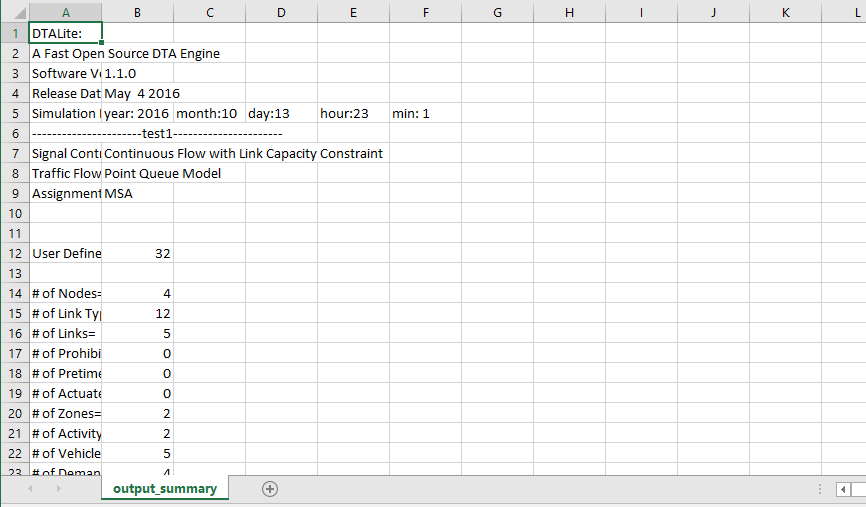 A B C D E F G H I J K L
1 DTALite:
2 A Fast Open Source DTA Engine
3 Software Ve 1.1.0
4 Release Dat May  4 2016
5 Simulation year: 2016 month:10 day:13 hour:23 min: 1
6 ----------------------test1----------------------
7 Signal Contr Continuous Flow with Link Capacity Constraint
8 Traffic Flow Point Queue Model
9 Assignment MSA
10
11
12 User Define 32
13
14 # of Nodes= 4
15 # of Link Typ 12
16 # of Links= 5
17 # of Prohibi 0
18 # of Pretime 0
19 # of Actuate 0
20 # of Zones= 2
21 # of Activity 2
22 # of Vehicle 5
23 # of Deman 4
output_summary